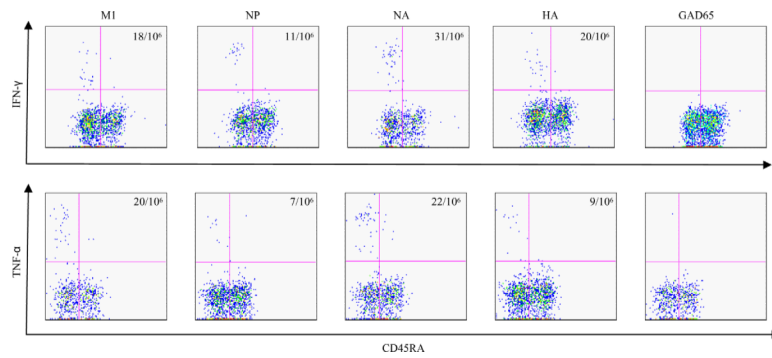 M1 NP NA HA GAD65
18/10⁶ 11/10⁶ 31/10⁶ 20/10⁶
IFN-γ
20/10⁶ 7/10⁶ 22/10⁶ 9/10⁶
TNF-α
CD45RA